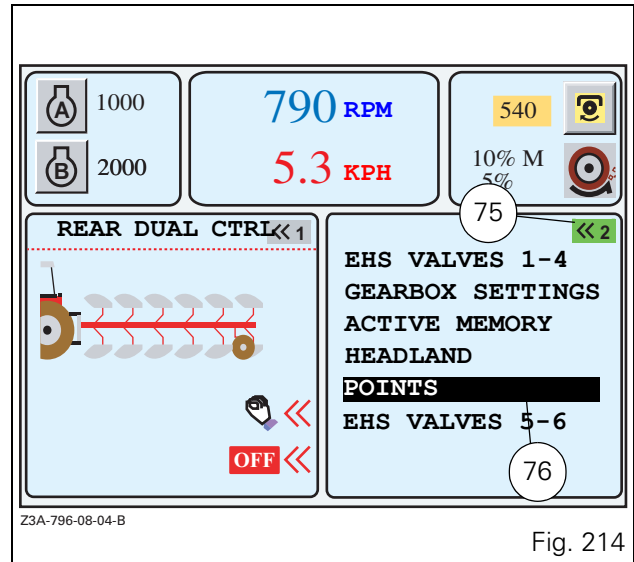 A 1000
B 2000
790 RPM
5.3 KPH
540
10% M
5%
75
REAR DUAL CTRL << 1
<< 2
EHS VALVES 1-4
GEARBOX SETTINGS
ACTIVE MEMORY
HEADLAND
POINTS
EHS VALVES 5-6
OFF
76
Z3A-796-08-04-B
Fig. 214